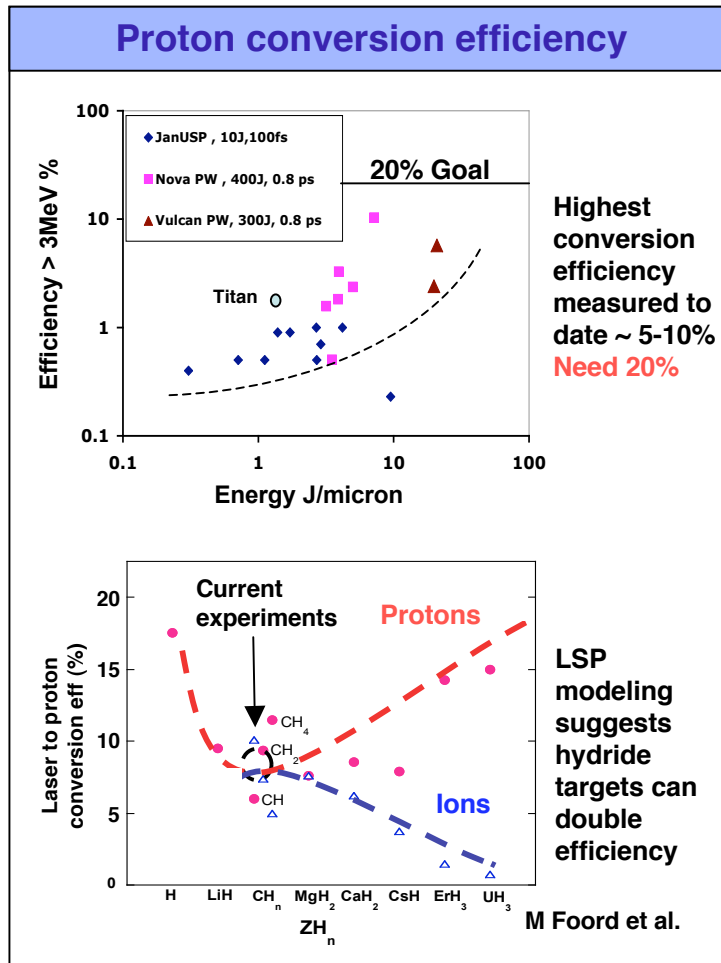 Proton conversion efficiency
100
10
1
0.1
Efficiency > 3MeV %
JanUSP , 10J,100fs
Nova PW , 400J, 0.8 ps
Vulcan PW, 300J, 0.8 ps
20% Goal
Titan
0.1 1 10 100
Energy J/micron
Highest
conversion
efficiency
measured to
date ~ 5-10%
Need 20%
20
15
10
5
0
Laser to proton
conversion eff (%)
Current
experiments
Protons
CH₄
CH₂
CH
Ions
H LiH CHₙ MgH₂ CaH₂ CsH ErH₃ UH₃
ZHₙ
LSP
modeling
suggests
hydride
targets can
double
efficiency
M Foord et al.